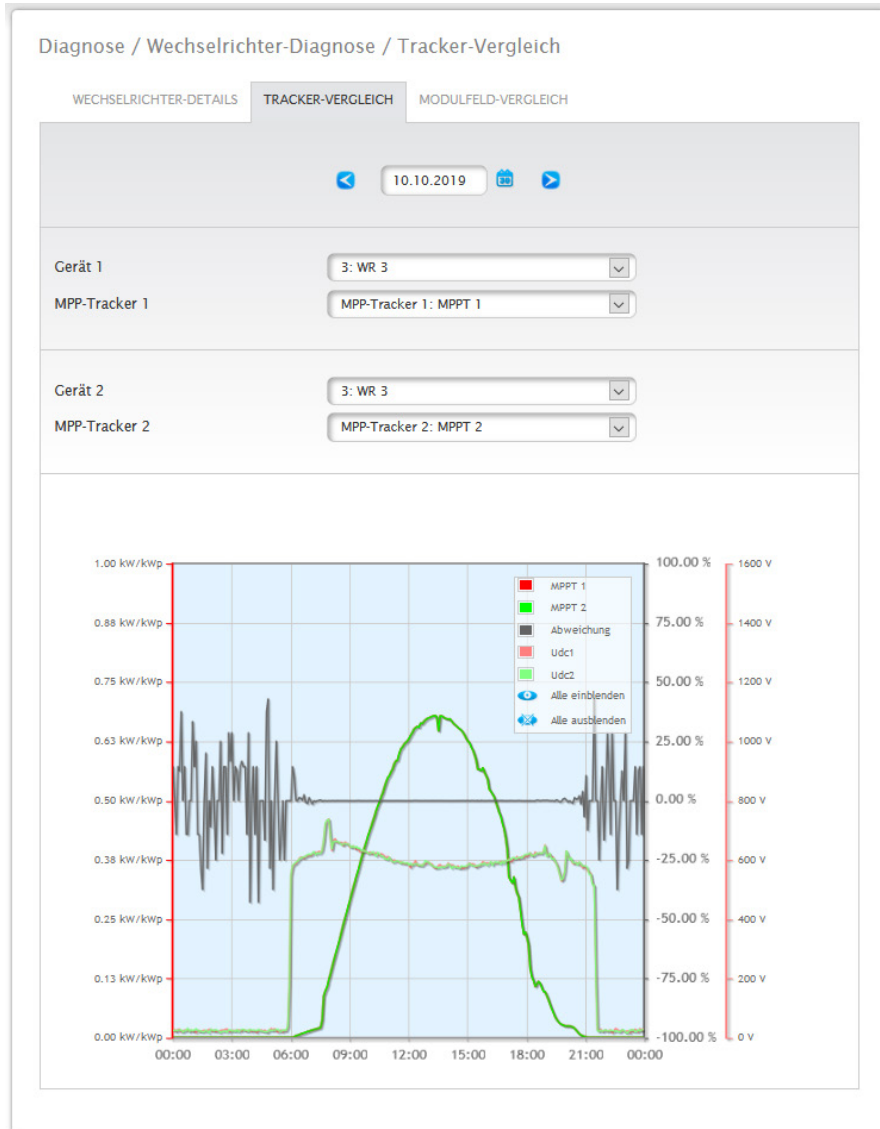 Diagnose / Wechselrichter-Diagnose / Tracker-Vergleich
WECHSELRICHTER-DETAILS TRACKER-VERGLEICH MODULFELD-VERGLEICH
10.10.2019
Gerät 1 3: WR 3
MPP-Tracker 1 MPP-Tracker 1: MPPT 1
Gerät 2 3: WR 3
MPP-Tracker 2 MPP-Tracker 2: MPPT 2
1.00 kW/kWp 100.00 % 1600 V
MPPT 1
MPPT 2
0.88 kW/kWp 75.00 % 1400 V
Abweichung
Udc1
Udc2
0.75 kW/kWp 50.00 % 1200 V
Alle einblenden
Alle ausblenden
0.63 kW/kWp 25.00 % 1000 V
0.50 kW/kWp 0.00 % 800 V
0.38 kW/kWp -25.00 % 600 V
0.25 kW/kWp -50.00 % 400 V
0.13 kW/kWp -75.00 % 200 V
0.00 kW/kWp -100.00 % 0 V
00:00 03:00 06:00 09:00 12:00 15:00 18:00 21:00 00:00